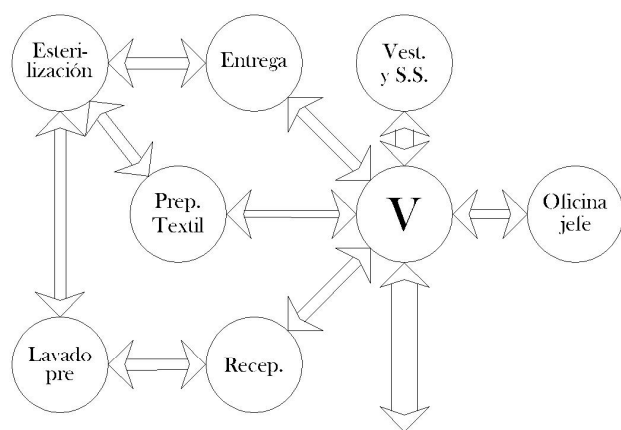 Esteri-
lización
Entrega
Vest.
y S.S.
Prep.
Textil
V
Oficina
jefe
Lavado
pre
Recep.